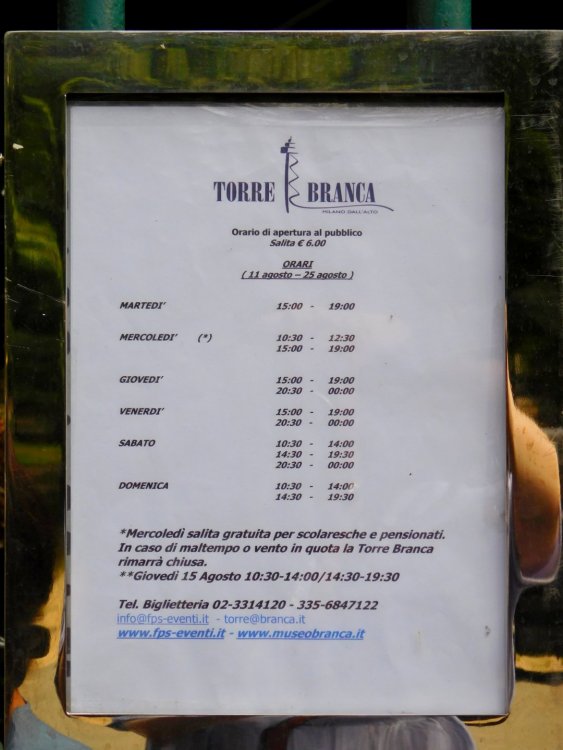 TORRE BRANCA
MILANO DALL'ALTO
Orario di apertura al pubblico
Salita € 6.00
ORARI
( 11 agosto – 25 agosto )
MARTEDI’ 15:00 - 19:00
MERCOLEDI’ (*) 10:30 - 12:30
15:00 - 19:00
GIOVEDI’ 15:00 - 19:00
20:30 - 00:00
VENERDI’ 15:00 - 19:00
20:30 - 00:00
SABATO 10:30 - 14:00
14:30 - 19:30
20:30 - 00:00
DOMENICA 10:30 - 14:00
14:30 - 19:30
*Mercoledì salita gratuita per scolaresche e pensionati.
In caso di maltempo o vento in quota la Torre Branca
rimarrà chiusa.
**Giovedì 15 Agosto 10:30-14:00/14:30-19:30
Tel. Biglietteria 02-3314120 - 335-6847122
info@fps-eventi.it - torre@branca.it
www.fps-eventi.it - www.museobranca.it